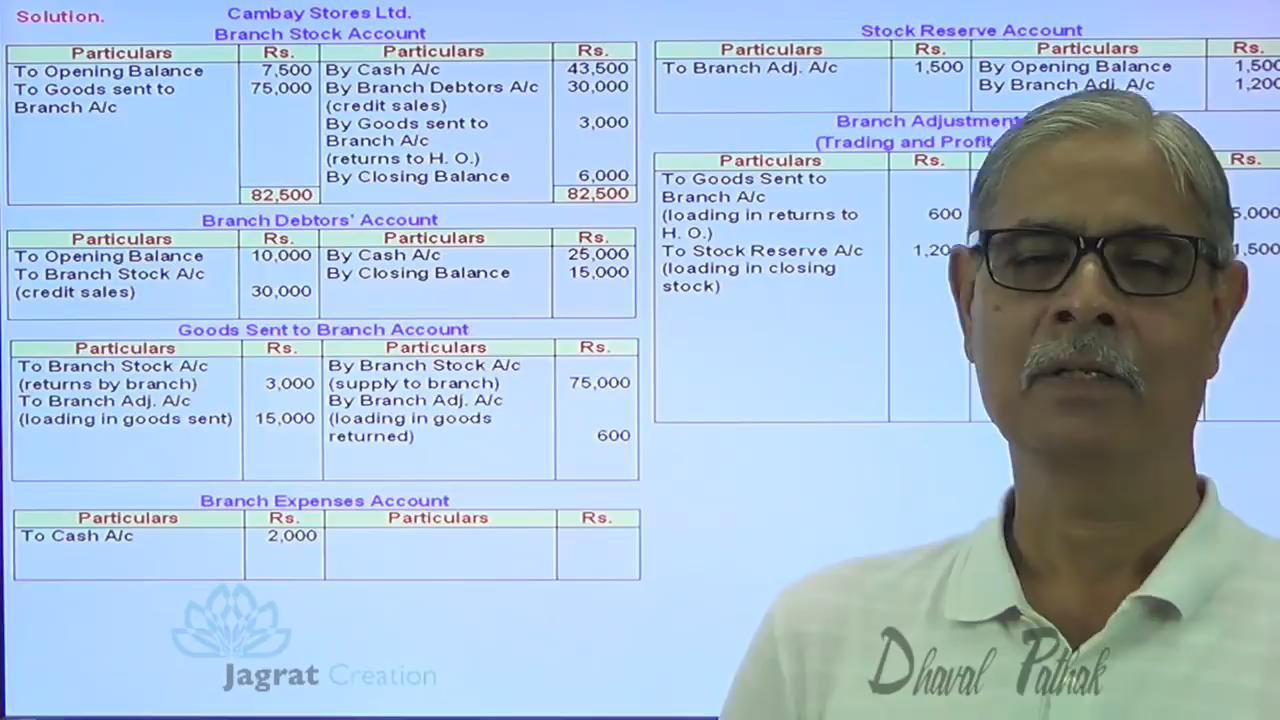 Solution.
Cambay Stores Ltd.
Branch Stock Account
Particulars Rs. Particulars Rs.
To Opening Balance 7,500 By Cash A/c 43,500
To Goods sent to 75,000 By Branch Debtors A/c 30,000
Branch A/c (credit sales)
By Goods sent to 3,000
Branch A/c
(returns to H. O.)
By Closing Balance 6,000
82,500 82,500
Branch Debtors' Account
Particulars Rs. Particulars Rs.
To Opening Balance 10,000 By Cash A/c 25,000
To Branch Stock A/c By Closing Balance 15,000
(credit sales) 30,000
Goods Sent to Branch Account
Particulars Rs. Particulars Rs.
To Branch Stock A/c By Branch Stock A/c
(returns by branch) 3,000 (supply to branch) 75,000
To Branch Adj. A/c By Branch Adj. A/c
(loading in goods sent) 15,000 (loading in goods
returned) 600
Branch Expenses Account
Particulars Rs. Particulars Rs.
To Cash A/c 2,000
Stock Reserve Account
Particulars Rs. Particulars Rs.
To Branch Adj. A/c 1,500 By Opening Balance 1,500
By Branch Adj. A/c 1,200
Branch Adjustment
(Trading and Profit
Particulars Rs. Rs.
To Goods Sent to
Branch A/c
(loading in returns to 600 5,000
H. O.)
To Stock Reserve A/c 1,20 1,500
(loading in closing
stock)
Jagrat Creation
Dhaval Pathak